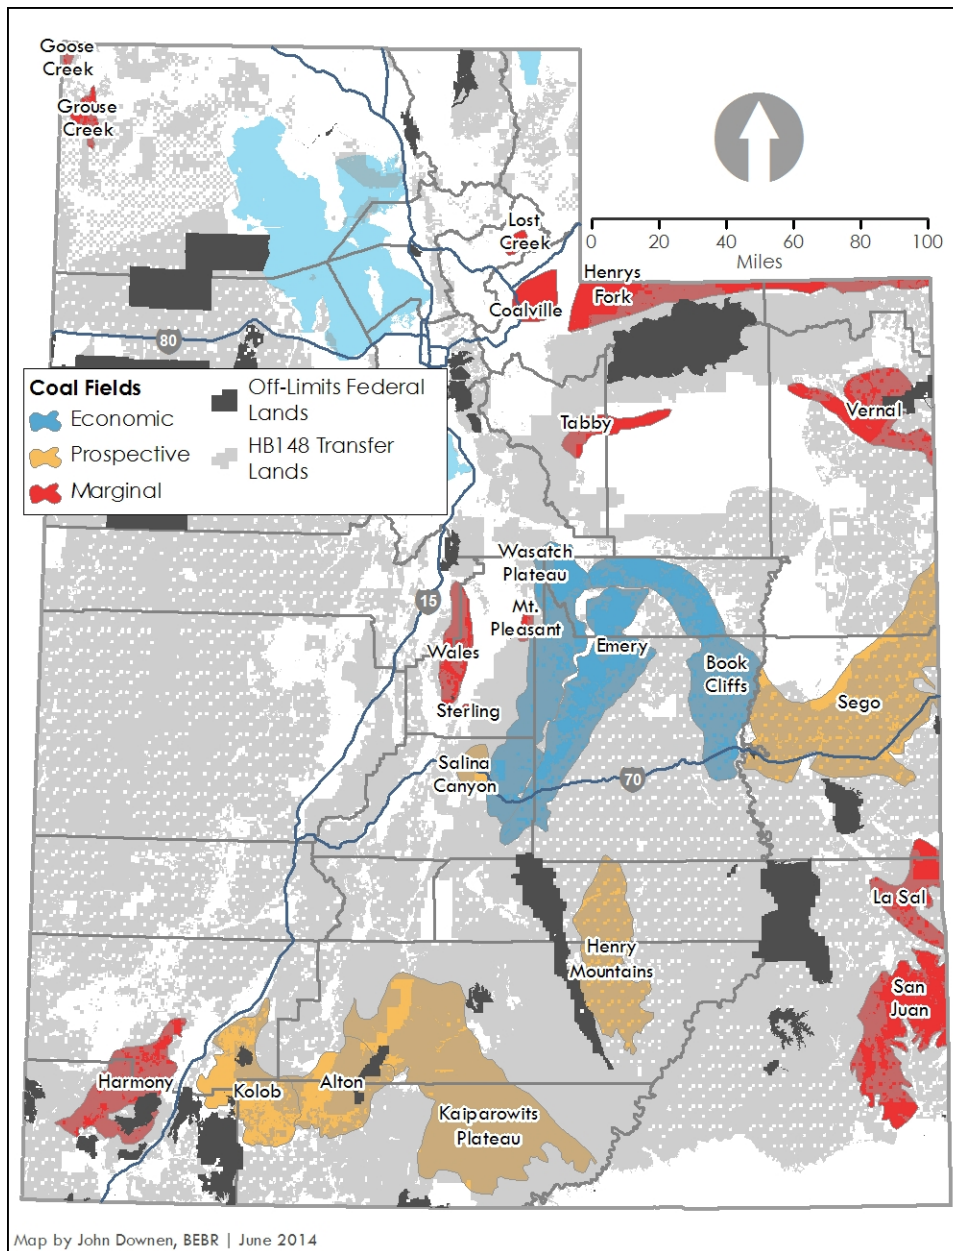 Goose
Creek
Grouse
Creek
Lost
Creek
0 20 40 60 80 100
Miles
Henrys
Fork
Coalville
80
Coal Fields
Economic
Prospective
Marginal
Off-Limits Federal
Lands
HB148 Transfer
Lands
Tabby
Vernal
Wasatch
Plateau
15
Mt.
Pleasant
Wales
Emery
Book
Cliffs
Sego
Sterling
Salina
Canyon
70
La Sal
Henry
Mountains
San
Juan
Harmony
Kolob
Alton
Kaiparowits
Plateau
Map by John Downen, BEBR | June 2014